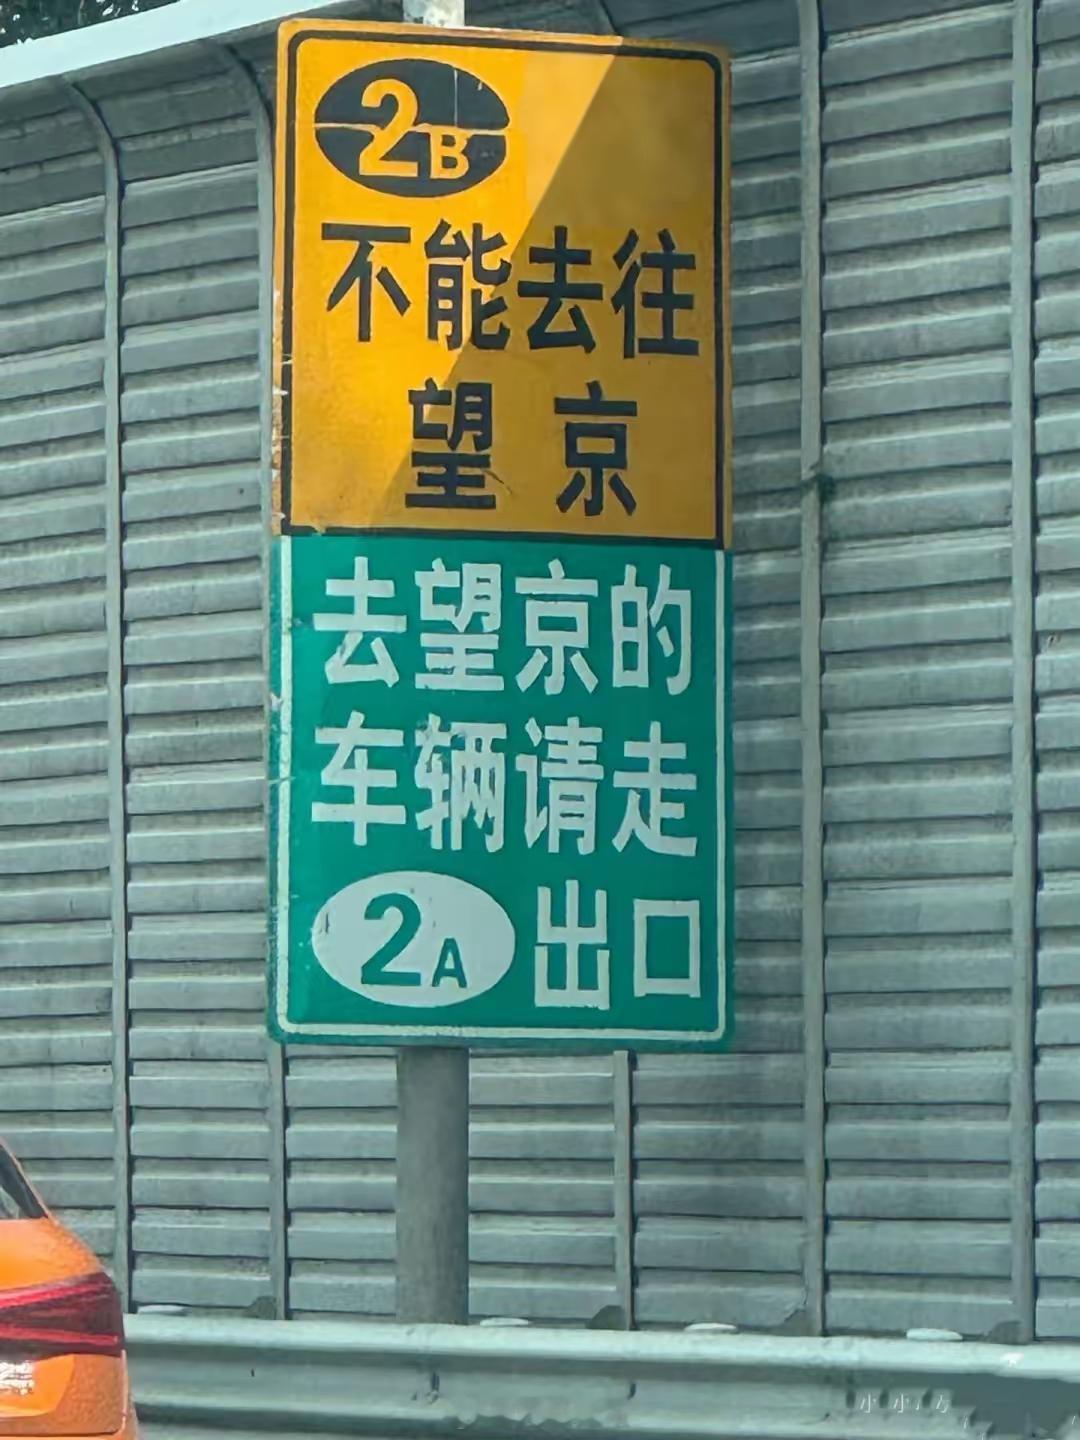 2B
不能去往
望京
去望京的
车辆请走
2A 出口